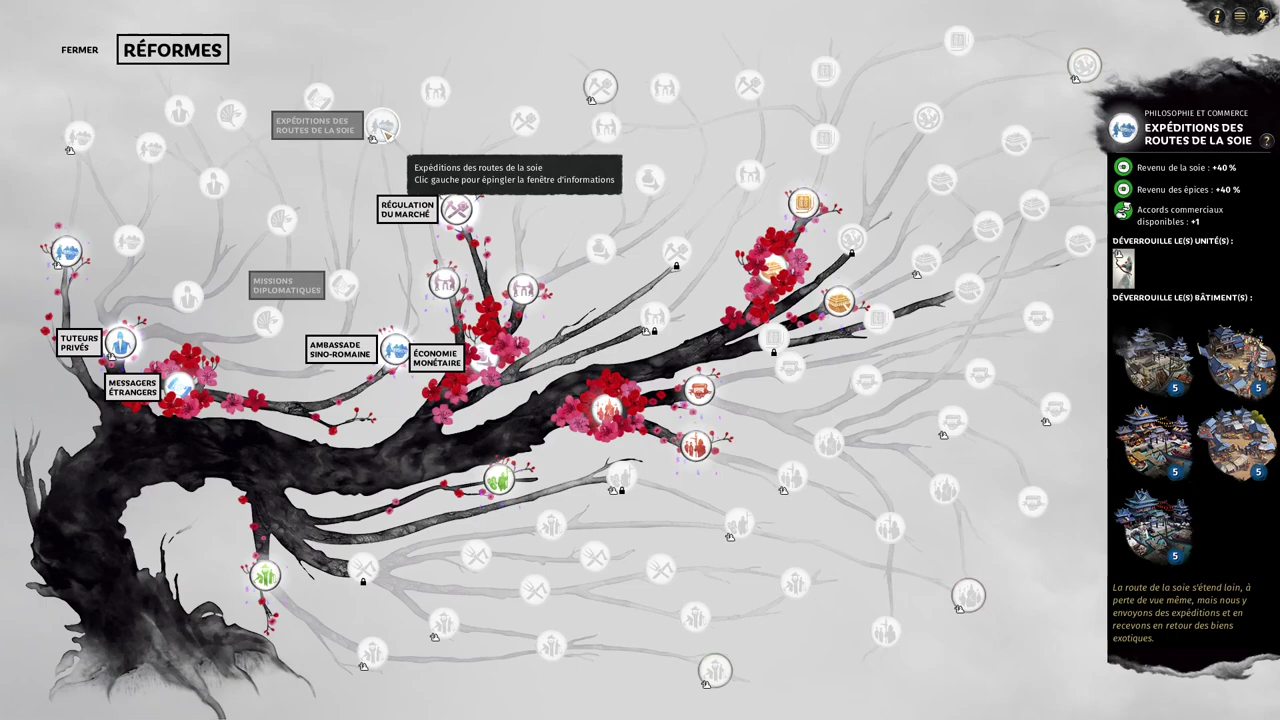 FERMER
RÉFORMES
EXPÉDITIONS DES
ROUTES DE LA SOIE
Expéditions des routes de la soie
Clic gauche pour épingler la fenêtre d'informations
RÉGULATION
DU MARCHÉ
MISSIONS
DIPLOMATIQUES
TUTEURS
PRIVÉS
AMBASSADE
SINO-ROMAINE
ÉCONOMIE
MONÉTAIRE
MESSAGERS
ÉTRANGERS
PHILOSOPHIE ET COMMERCE
EXPÉDITIONS DES
ROUTES DE LA SOIE
?
Revenu de la soie : +40 %
Revenu des épices : +40 %
Accords commerciaux
disponibles : +1
DÉVERROUILLE LE(S) UNITÉ(S) :
DÉVERROUILLE LE(S) BÂTIMENT(S) :
5
5
5
5
5
La route de la soie s'étend loin, à
perte de vue même, mais nous y
envoyons des expéditions et en
recevons en retour des biens
exotiques.